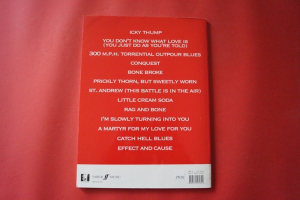 ICKY THUMP
YOU DON'T KNOW WHAT LOVE IS
(YOU JUST DO AS YOU'RE TOLD)
300 M.P.H. TORRENTIAL OUTPOUR BLUES
CONQUEST
BONE BROKE
PRICKLY THORN, BUT SWEETLY WORN
ST. ANDREW (THIS BATTLE IS IN THE AIR)
LITTLE CREAM SODA
RAG AND BONE
I'M SLOWLY TURNING INTO YOU
A MARTYR FOR MY LOVE FOR YOU
CATCH HELL BLUES
EFFECT AND CAUSE